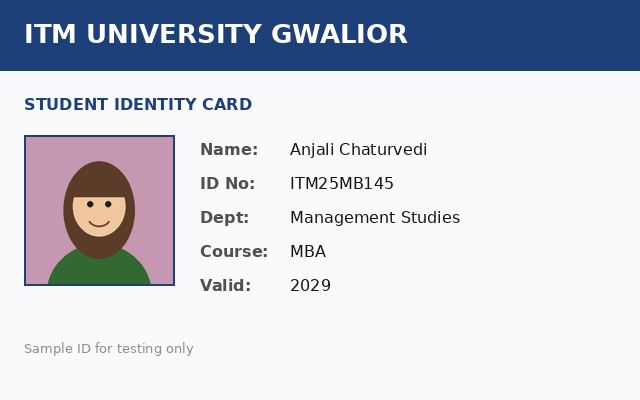 ITM UNIVERSITY GWALIOR
STUDENT IDENTITY CARD
Name: Anjali Chaturvedi
ID No: ITM25MB145
Dept: Management Studies
Course: MBA
Valid: 2029
Sample ID for testing only